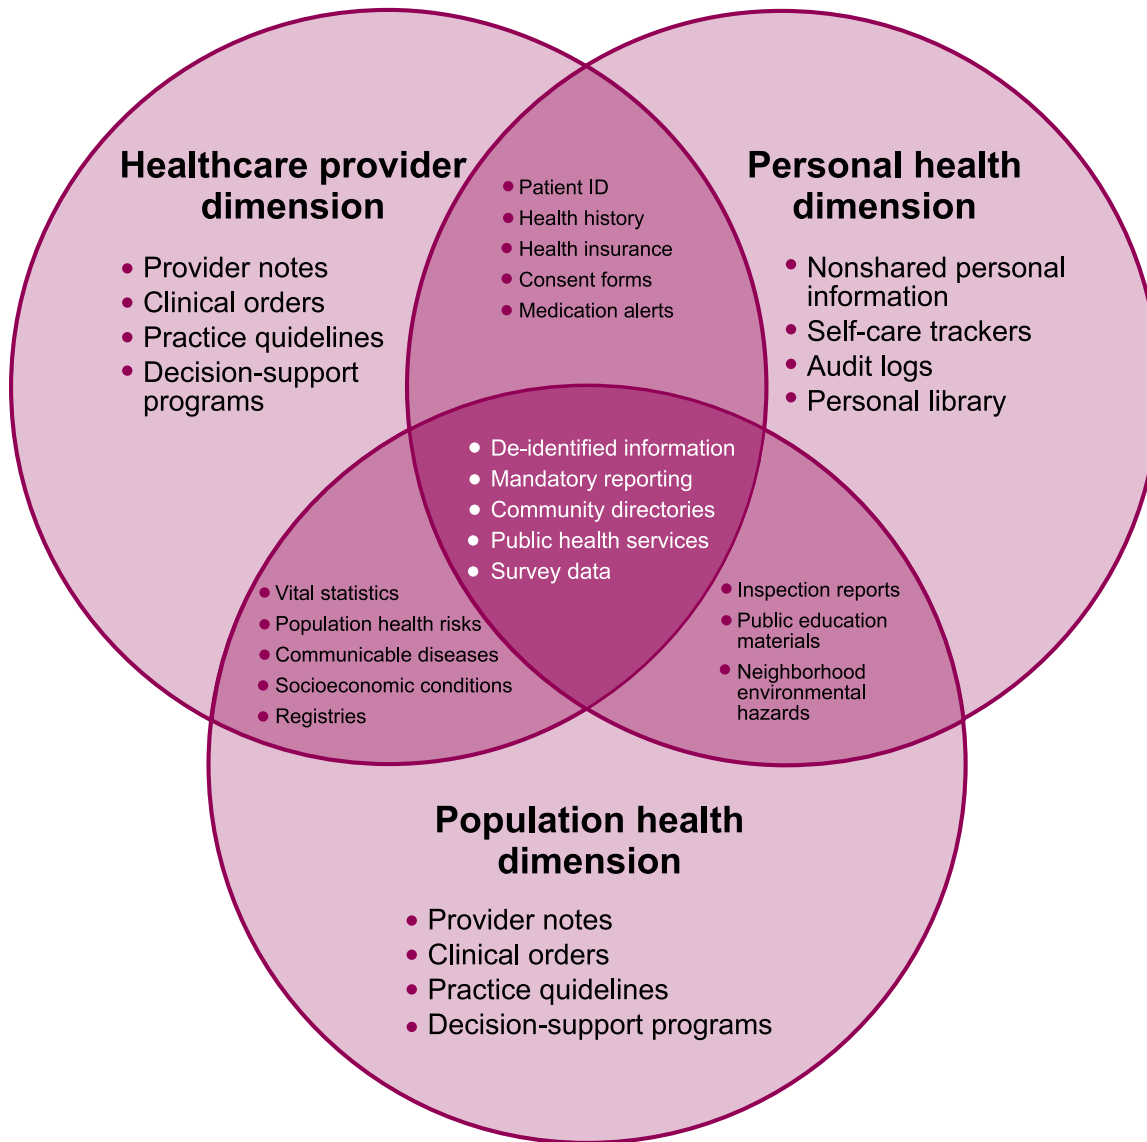 Healthcare provider
dimension
Provider notes
Clinical orders
Practice quidelines
Decision-support
programs
Patient ID
Health history
Health insurance
Consent forms
Medication alerts
Personal health
dimension
Nonshared personal
information
Self-care trackers
Audit logs
Personal library
De-identified information
Mandatory reporting
Community directories
Public health services
Survey data
Vital statistics
Population health risks
Communicable diseases
Socioeconomic conditions
Registries
Inspection reports
Public education
materials
Neighborhood
environmental
hazards
Population health
dimension
Provider notes
Clinical orders
Practice quidelines
Decision-support programs